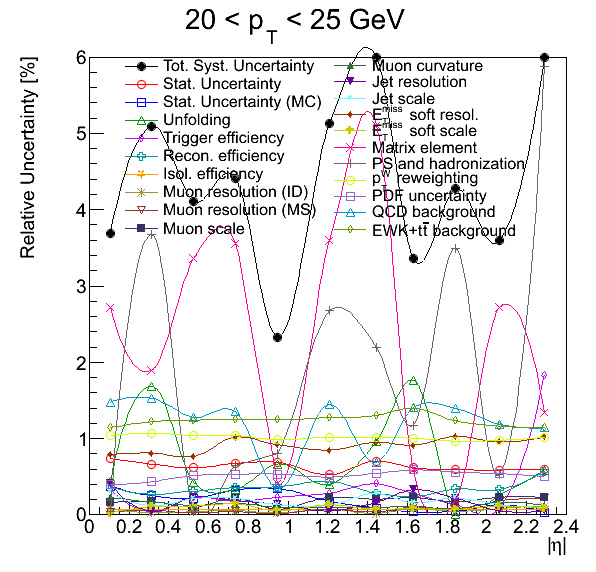 20 < p_T < 25 GeV
Relative Uncertainty [%]
6
5
4
3
2
1
0
Tot. Syst. Uncertainty
Stat. Uncertainty
Stat. Uncertainty (MC)
Unfolding
Trigger efficiency
Recon. efficiency
Isol. efficiency
Muon resolution (ID)
Muon resolution (MS)
Muon scale
Muon curvature
Jet resolution
Jet scale
E_T^miss soft resol.
E_T^miss soft scale
Matrix element
PS and hadronization
p_T^W reweighting
PDF uncertainty
QCD background
EWK+tt̄ background
0 0.2 0.4 0.6 0.8 1 1.2 1.4 1.6 1.8 2 2.2 2.4
|η|